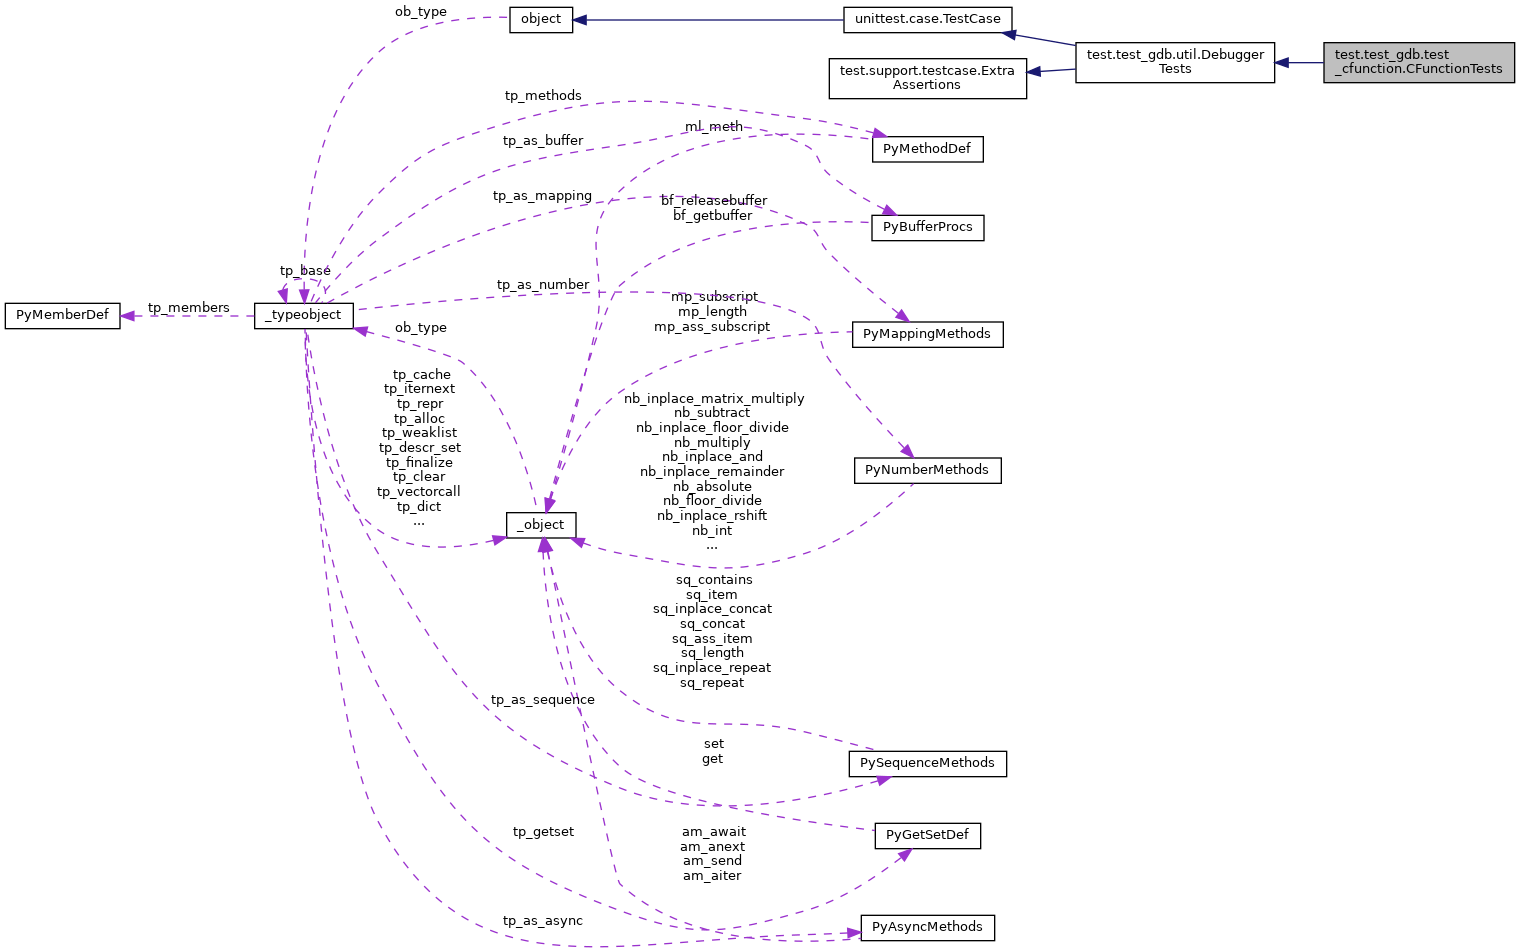 ob_type
object
unittest.case.TestCase
test.test_gdb.util.Debugger
Tests
test.test_gdb.test
_cfunction.CFunctionTests
test.support.testcase.Extra
Assertions
tp_methods
ml_meth
tp_as_buffer
PyMethodDef
tp_as_mapping
bf_releasebuffer
bf_getbuffer
PyBufferProcs
tp_base
tp_as_number
mp_subscript
mp_length
mp_ass_subscript
PyMemberDef
tp_members
_typeobject
ob_type
PyMappingMethods
tp_cache
tp_iternext
tp_repr
tp_alloc
tp_weaklist
tp_descr_set
tp_finalize
tp_clear
tp_vectorcall
tp_dict
...
nb_inplace_matrix_multiply
nb_subtract
nb_inplace_floor_divide
nb_multiply
nb_inplace_and
nb_inplace_remainder
nb_absolute
nb_floor_divide
nb_inplace_rshift
nb_int
...
PyNumberMethods
_object
sq_contains
sq_item
sq_inplace_concat
sq_concat
sq_ass_item
sq_length
sq_inplace_repeat
sq_repeat
tp_as_sequence
set
get
PySequenceMethods
tp_getset
am_await
am_anext
am_send
am_aiter
PyGetSetDef
tp_as_async
PyAsyncMethods